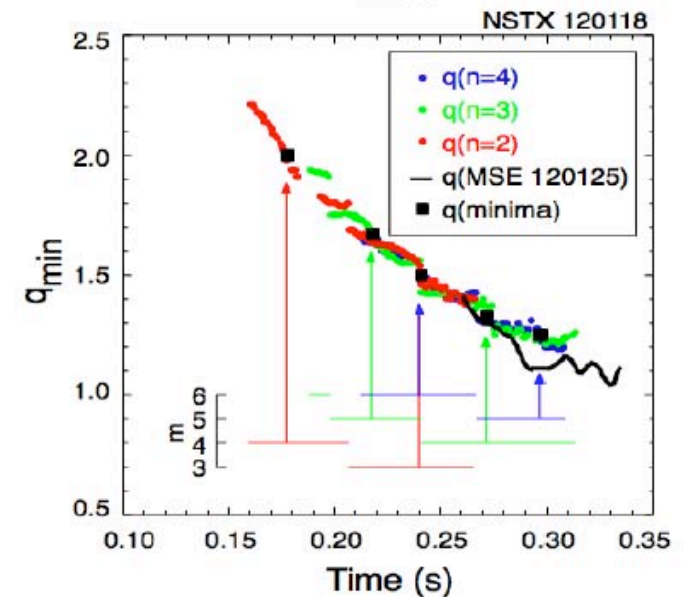 NSTX 120118
2.5
2.0
1.5
1.0
0.5
q(n=4)
q(n=3)
q(n=2)
q(MSE 120125)
q(minima)
qmin
m
6
5
4
3
0.10 0.15 0.20 0.25 0.30 0.35
Time (s)